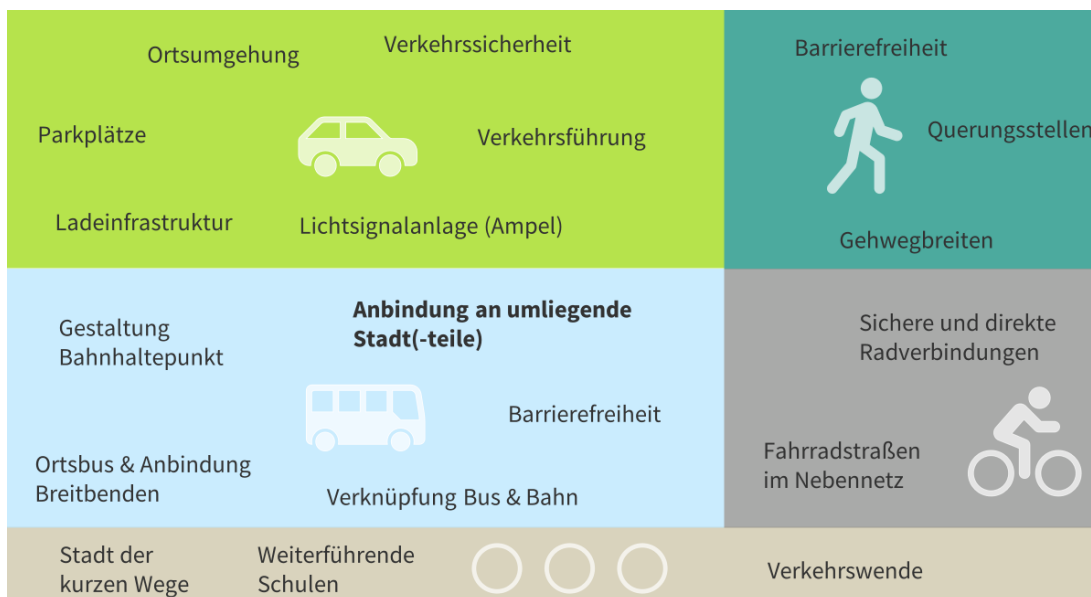 Ortsumgehung
Verkehrssicherheit
Parkplätze
Verkehrsführung
Ladeinfrastruktur
Lichtsignalanlage (Ampel)
Barrierefreiheit
Querungsstellen
Gehwegbreiten
Anbindung an umliegende
Stadt(-teile)
Gestaltung
Bahnhaltepunkt
Barrierefreiheit
Ortsbus & Anbindung
Breitbenden
Verknüpfung Bus & Bahn
Sichere und direkte
Radverbindungen
Fahrradstraßen
im Nebennetz
Stadt der
kurzen Wege
Weiterführende
Schulen
Verkehrswende